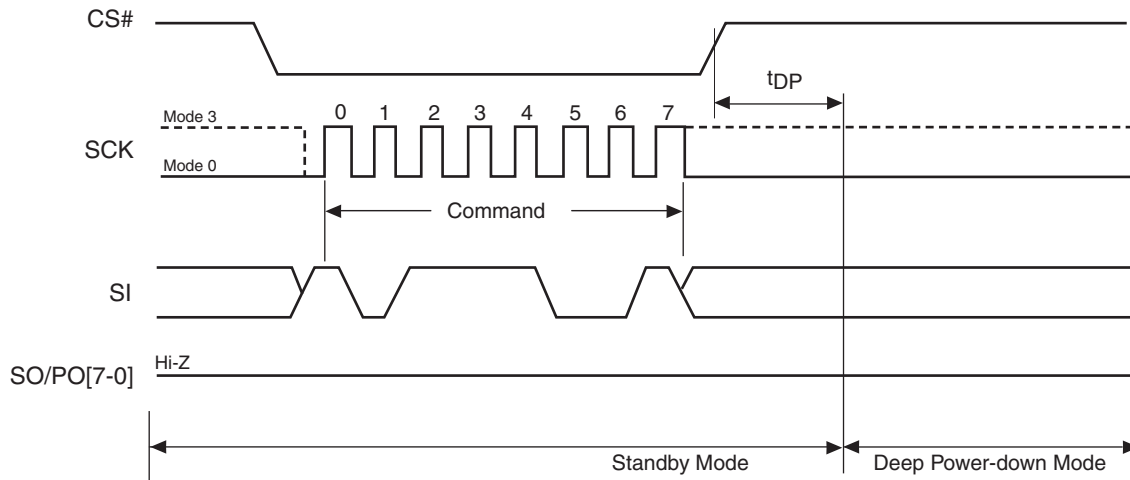 CS#
tDP
Mode 3
0 1 2 3 4 5 6 7
SCK
Mode 0
Command
SI
Hi-Z
SO/PO[7-0]
Standby Mode
Deep Power-down Mode